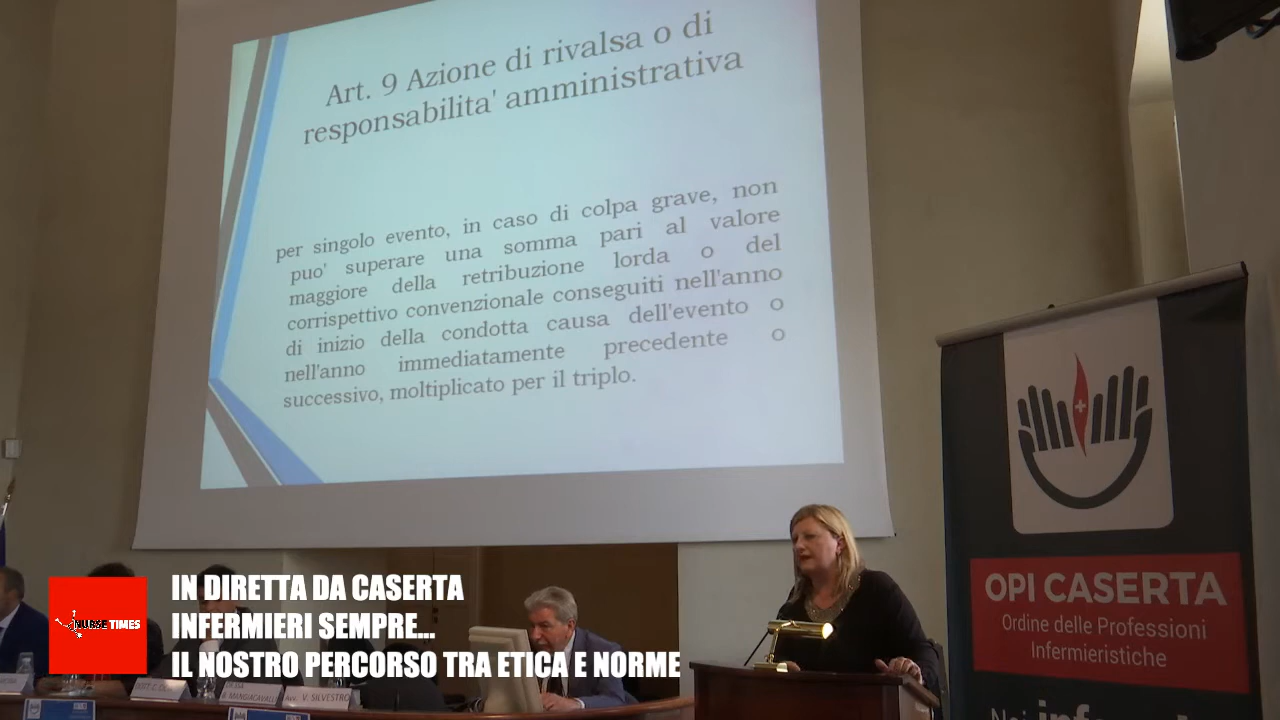 Art. 9 Azione di rivalsa o di
responsabilita' amministrativa
per singolo evento, in caso di colpa grave, non
puo' superare una somma pari al valore
maggiore della retribuzione lorda o del
corrispettivo convenzionale conseguiti nell'anno
di inizio della condotta causa dell'evento o
nell'anno immediatamente precedente o
successivo, moltiplicato per il triplo.
OPI CASERTA
Ordine delle Professioni
Infermieristiche
NURSE TIMES
IN DIRETTA DA CASERTA
INFERMIERI SEMPRE...
IL NOSTRO PERCORSO TRA ETICA E NORME
B. MANGIACAVALLI
Avv. V. SILVESTRO